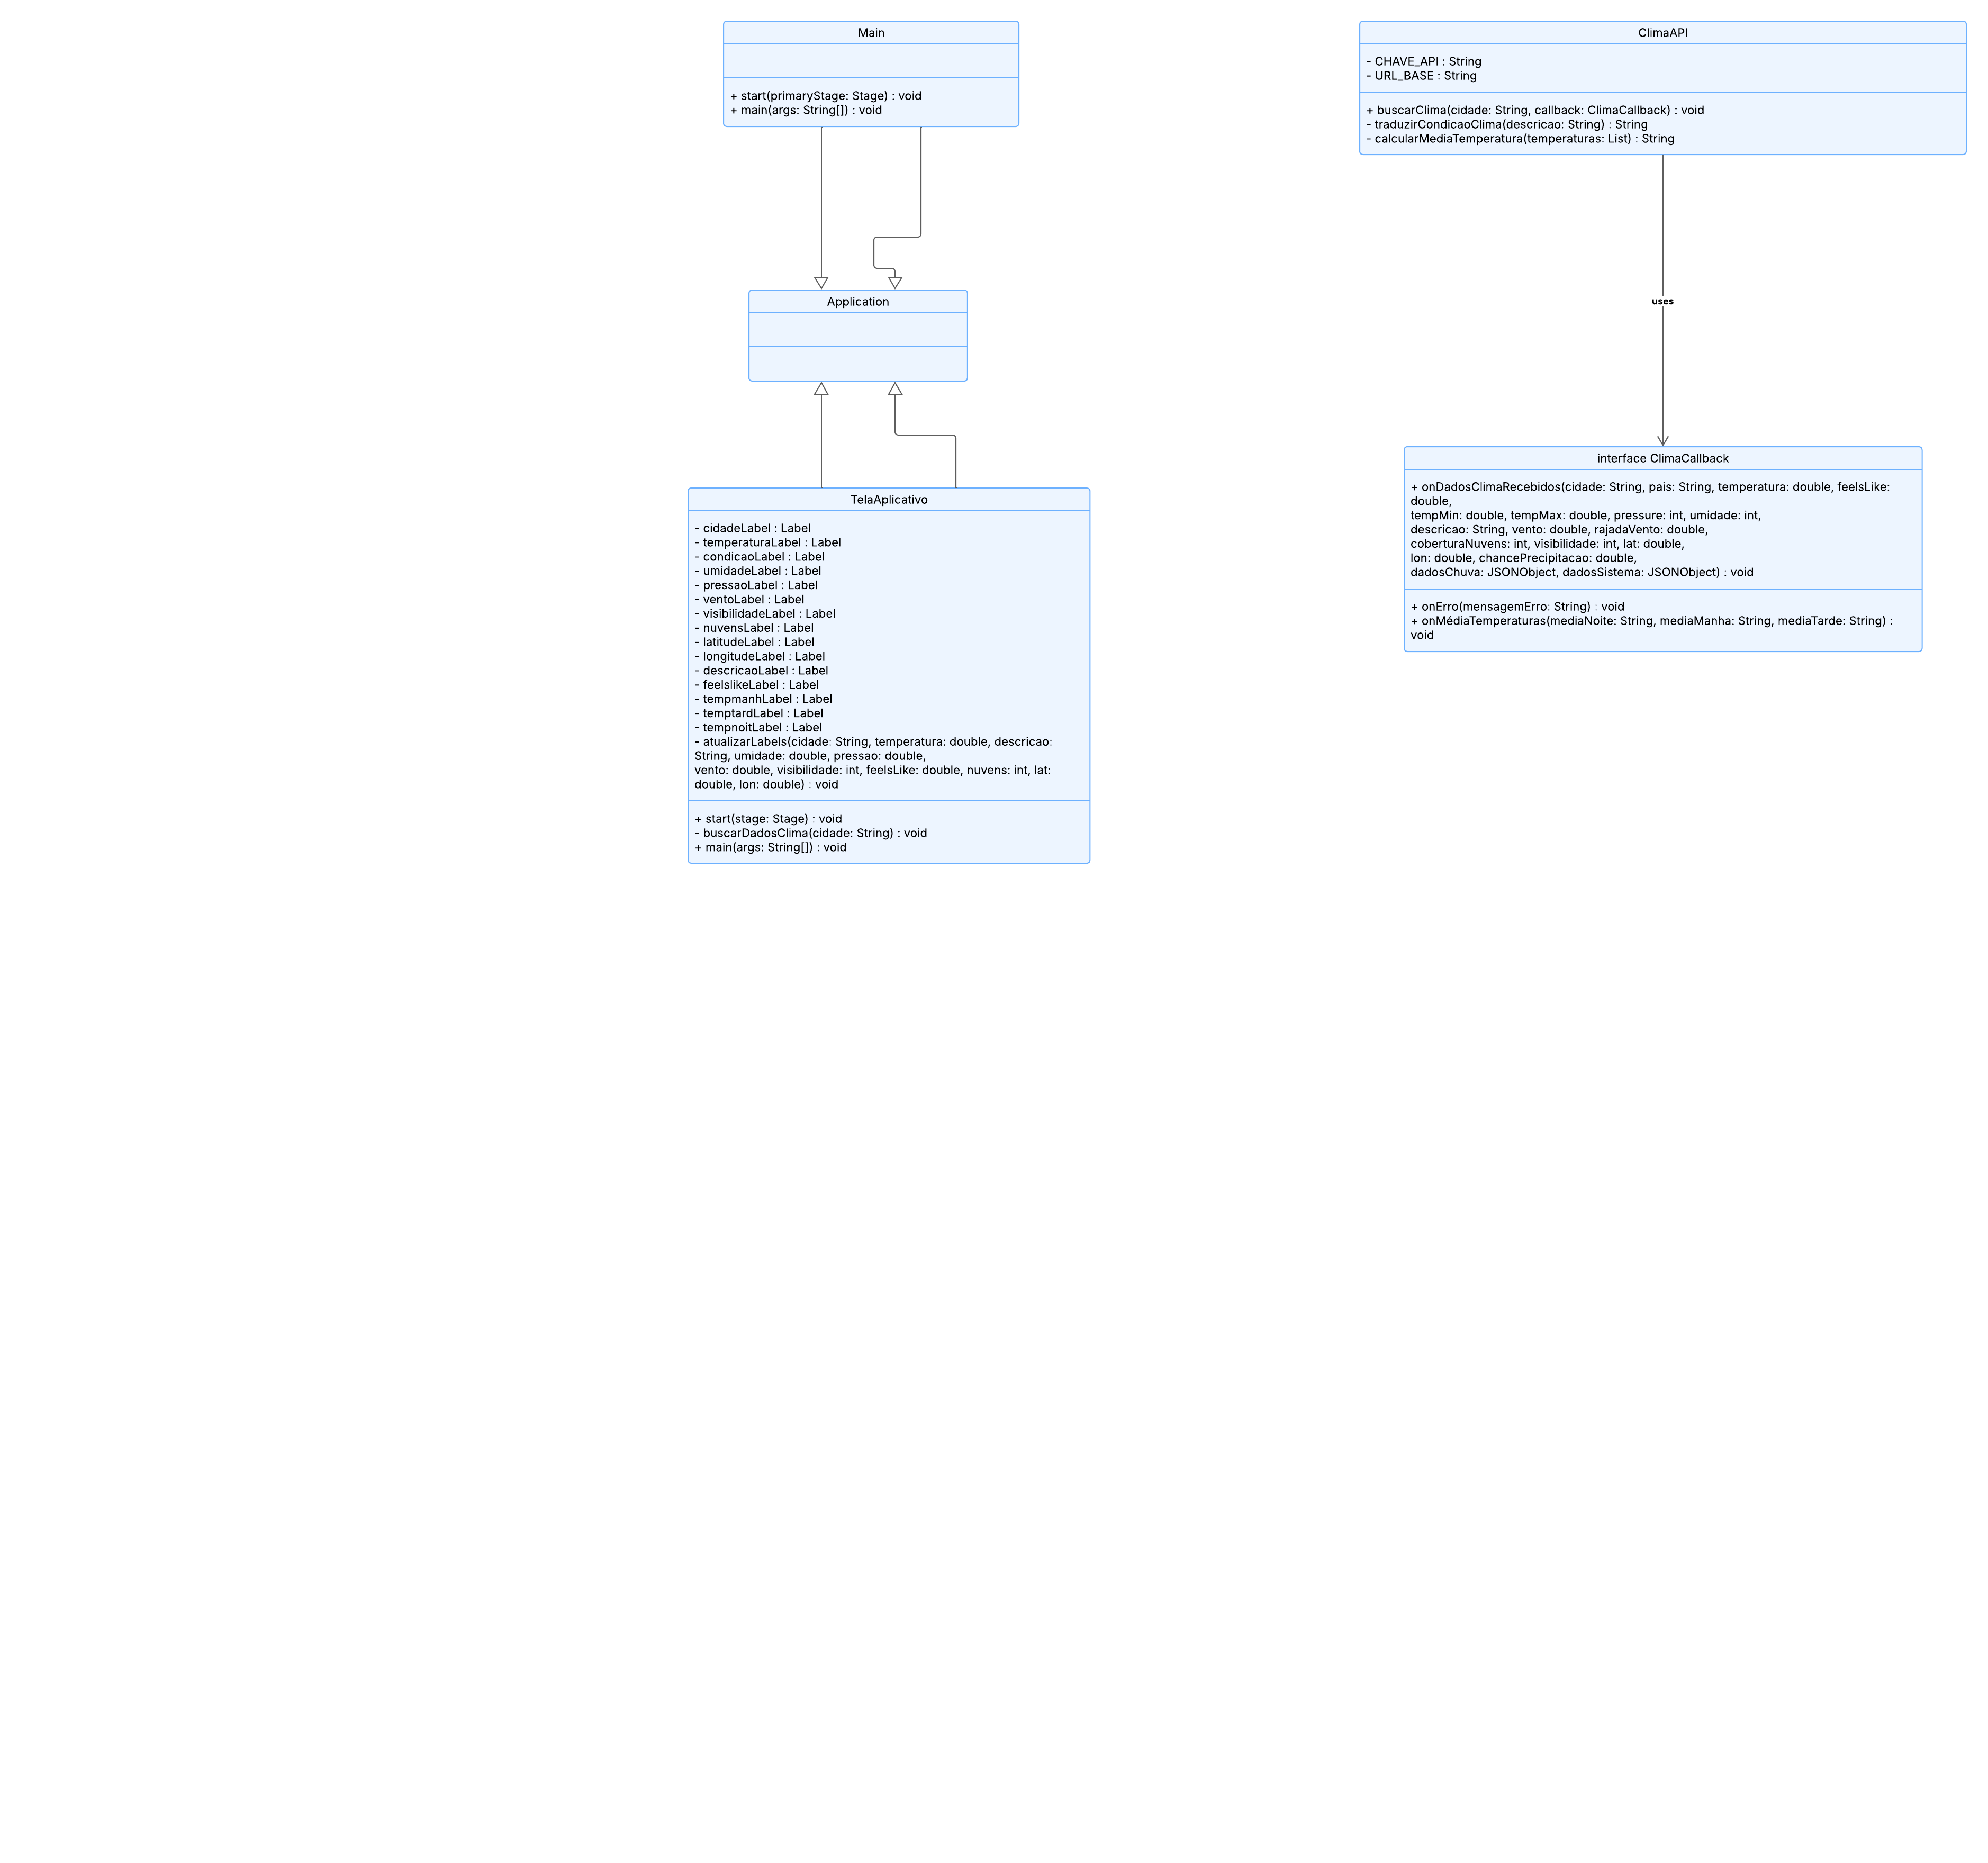 Main
+ start(primaryStage: Stage) : void
+ main(args: String[]) : void
Application
TelaAplicativo
- cidadeLabel : Label
- temperaturaLabel : Label
- condicaoLabel : Label
- umidadeLabel : Label
- pressaoLabel : Label
- ventoLabel : Label
- visibilidadeLabel : Label
- nuvensLabel : Label
- latitudeLabel : Label
- longitudeLabel : Label
- descricaoLabel : Label
- feelslikeLabel : Label
- tempmanhLabel : Label
- temptardLabel : Label
- tempnoitLabel : Label
- atualizarLabels(cidade: String, temperatura: double, descricao:
String, umidade: double, pressao: double,
vento: double, visibilidade: int, feelsLike: double, nuvens: int, lat:
double, lon: double) : void
+ start(stage: Stage) : void
- buscarDadosClima(cidade: String) : void
+ main(args: String[]) : void
ClimaAPI
- CHAVE_API : String
- URL_BASE : String
+ buscarClima(cidade: String, callback: ClimaCallback) : void
- traduzirCondicaoClima(descricao: String) : String
- calcularMediaTemperatura(temperaturas: List) : String
uses
interface ClimaCallback
+ onDadosClimaRecebidos(cidade: String, pais: String, temperatura: double, feelsLike:
double,
tempMin: double, tempMax: double, pressure: int, umidade: int,
descricao: String, vento: double, rajadaVento: double,
coberturaNuvens: int, visibilidade: int, lat: double,
lon: double, chancePrecipitacao: double,
dadosChuva: JSONObject, dadosSistema: JSONObject) : void
+ onErro(mensagemErro: String) : void
+ onMédiaTemperaturas(mediaNoite: String, mediaManha: String, mediaTarde: String) :
void